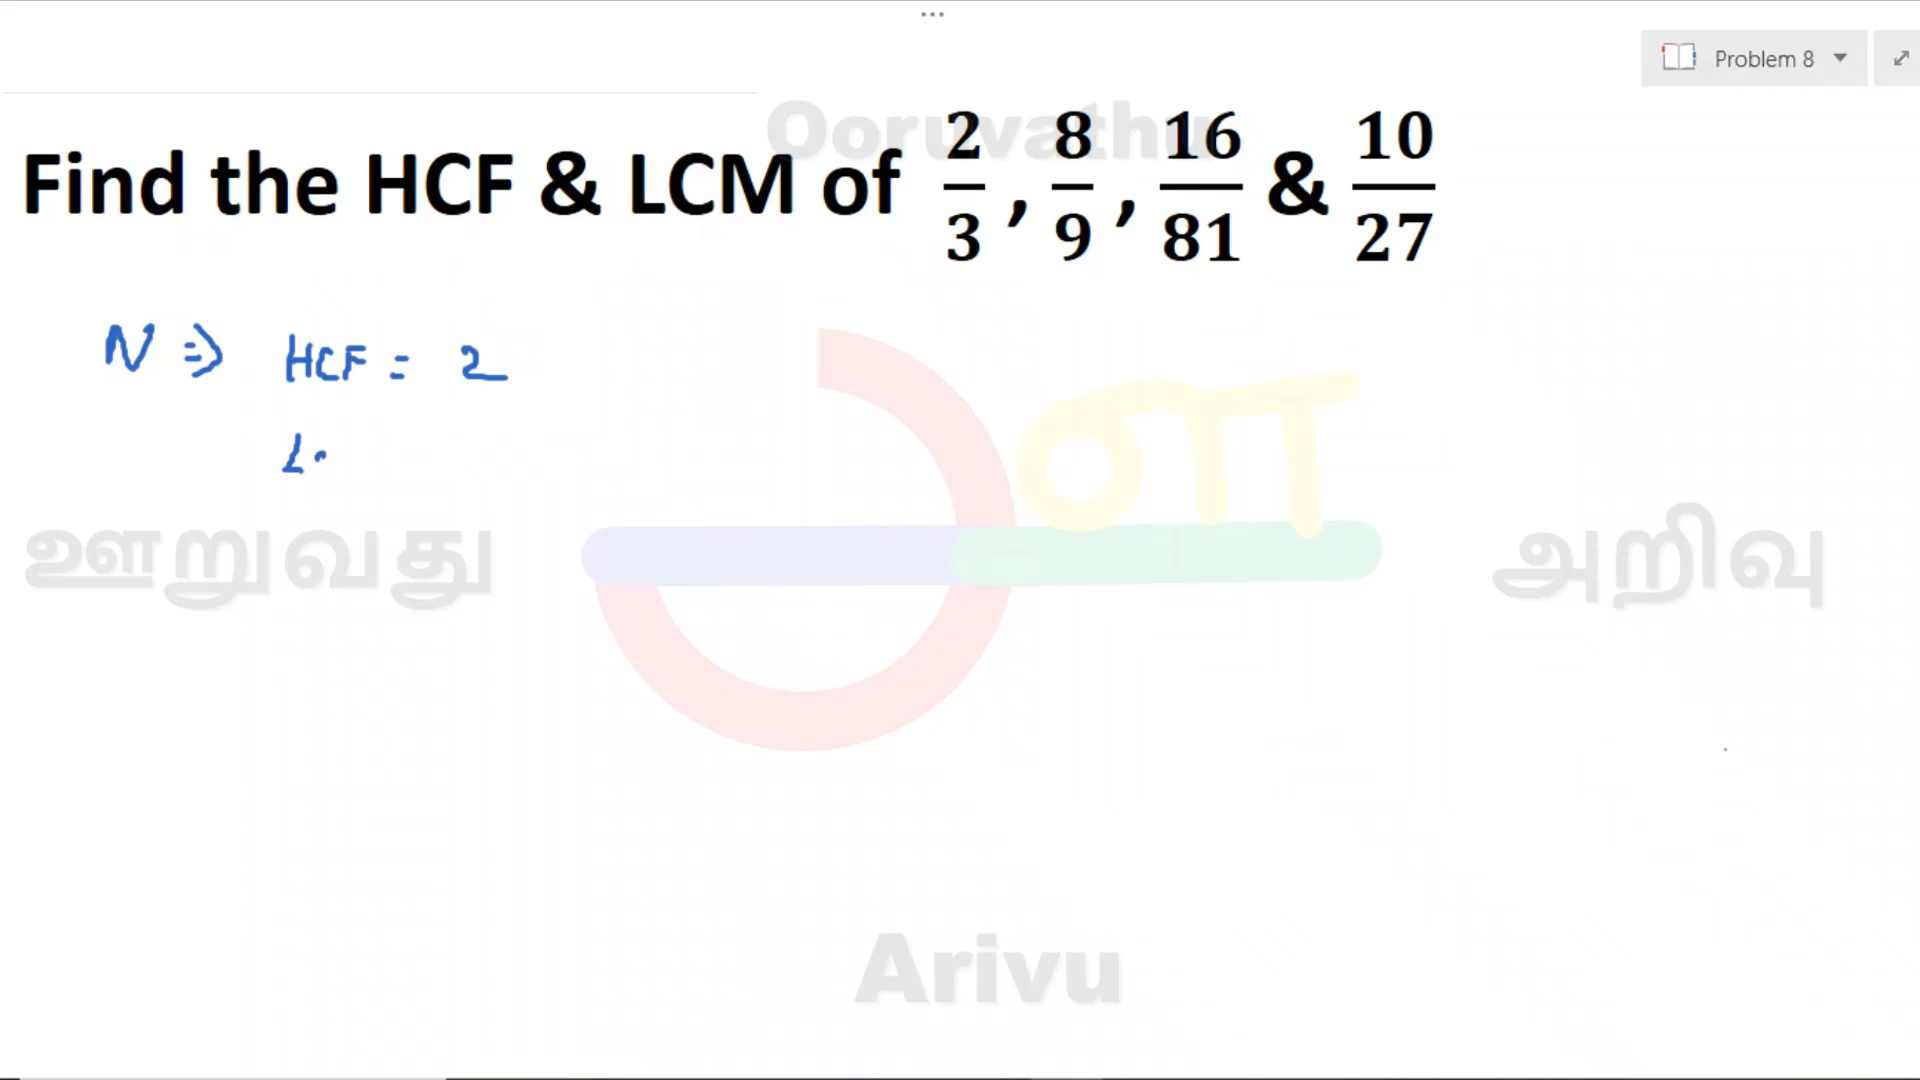 ...
Problem 8
Ooruvathu
Find the HCF & LCM of 2/3 , 8/9 , 16/81 & 10/27
N ⇒ HCF = 2
L
ஊறுவது எ அறிவு
Arivu